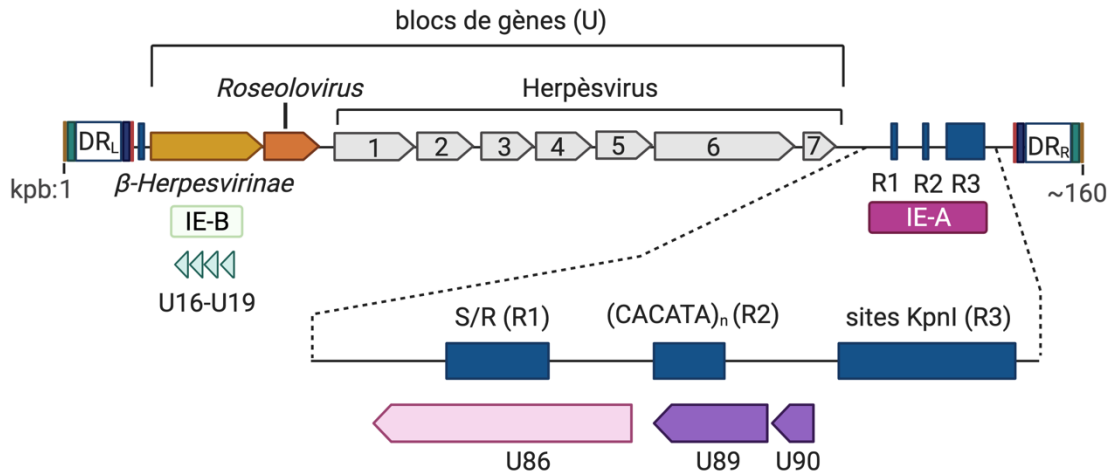 blocs de gènes (U)
Roseolovirus
Herpèsvirus
DRL
1 2 3 4 5 6 7
DRR
kpb:1
β-Herpesvirinae
R1 R2 R3
~160
IE-B
IE-A
U16-U19
S/R (R1)
(CACATA)n (R2)
sites KpnI (R3)
U86
U89
U90